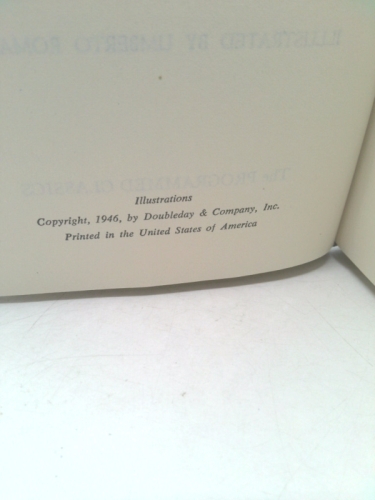 Illustrations
Copyright, 1946, by Doubleday & Company, Inc.
Printed in the United States of America